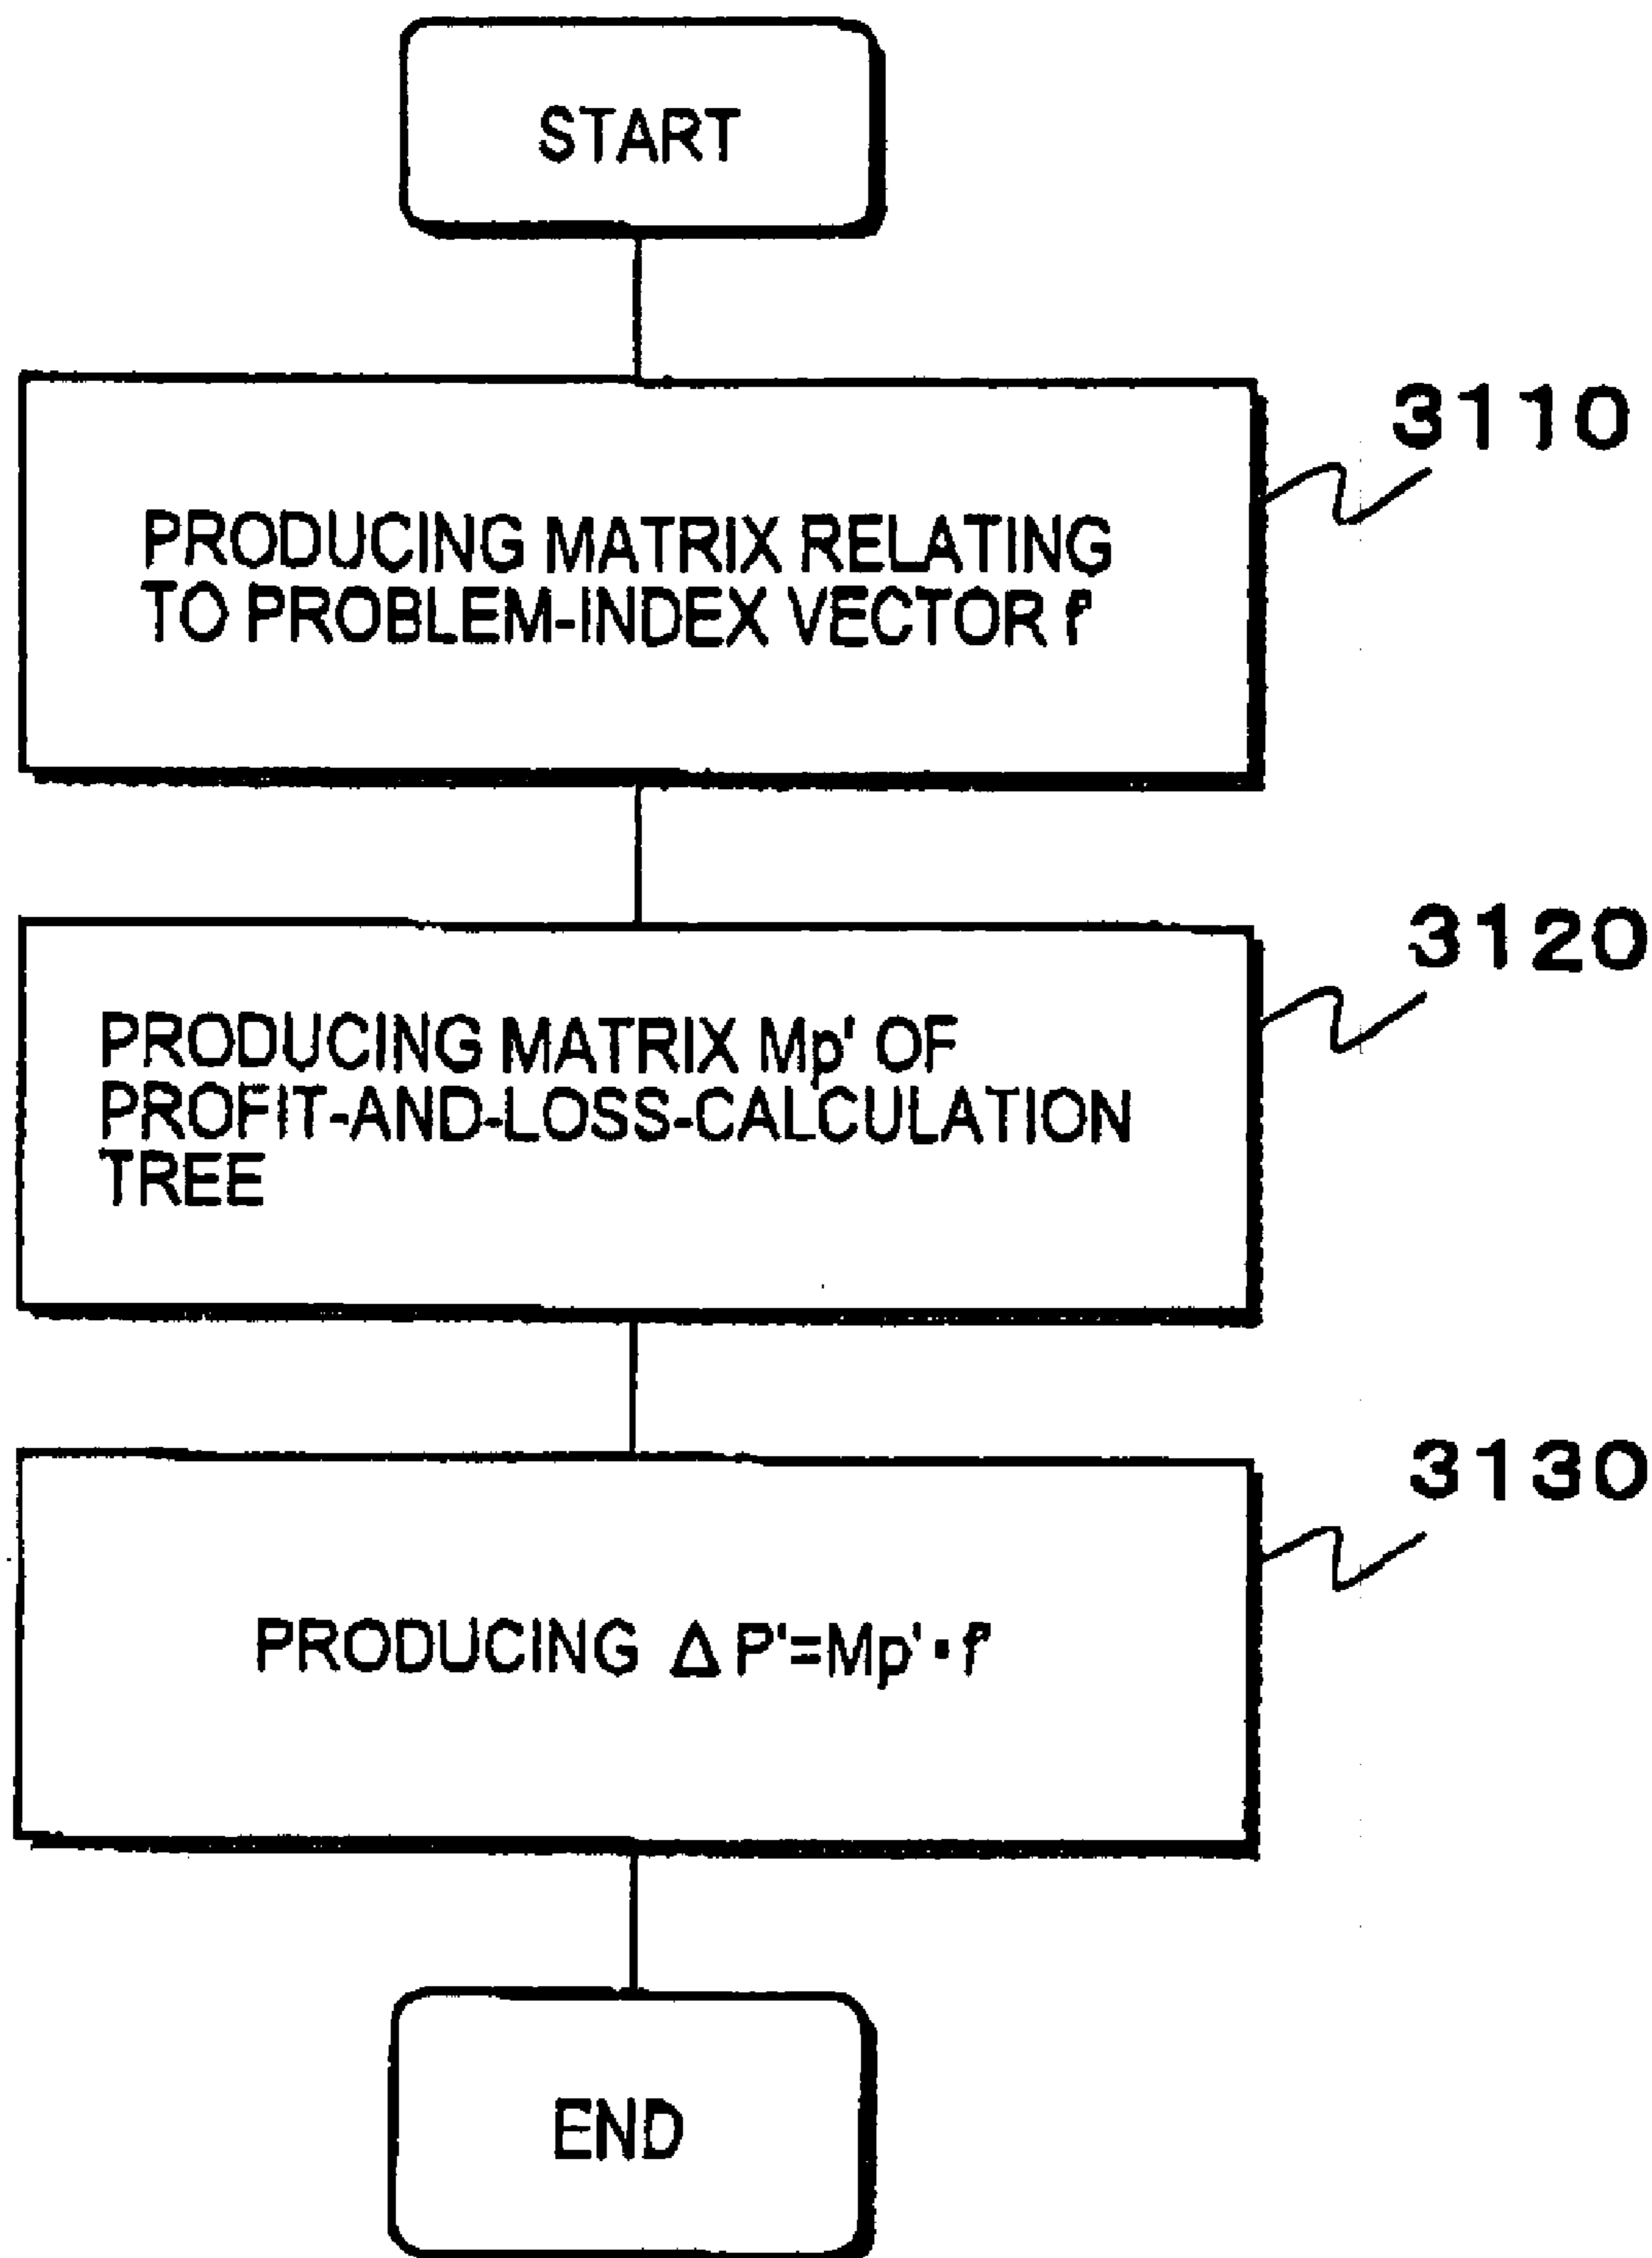 START
3110
PRODUCING MATRIX RELATING
TO PROBLEM-INDEX VECTOR f'
3120
PRODUCING MATRIX Mp' OF
PROFIT-AND-LOSS-CALCULATION
TREE
3130
PRODUCING Δ P'=Mp'·f'
END